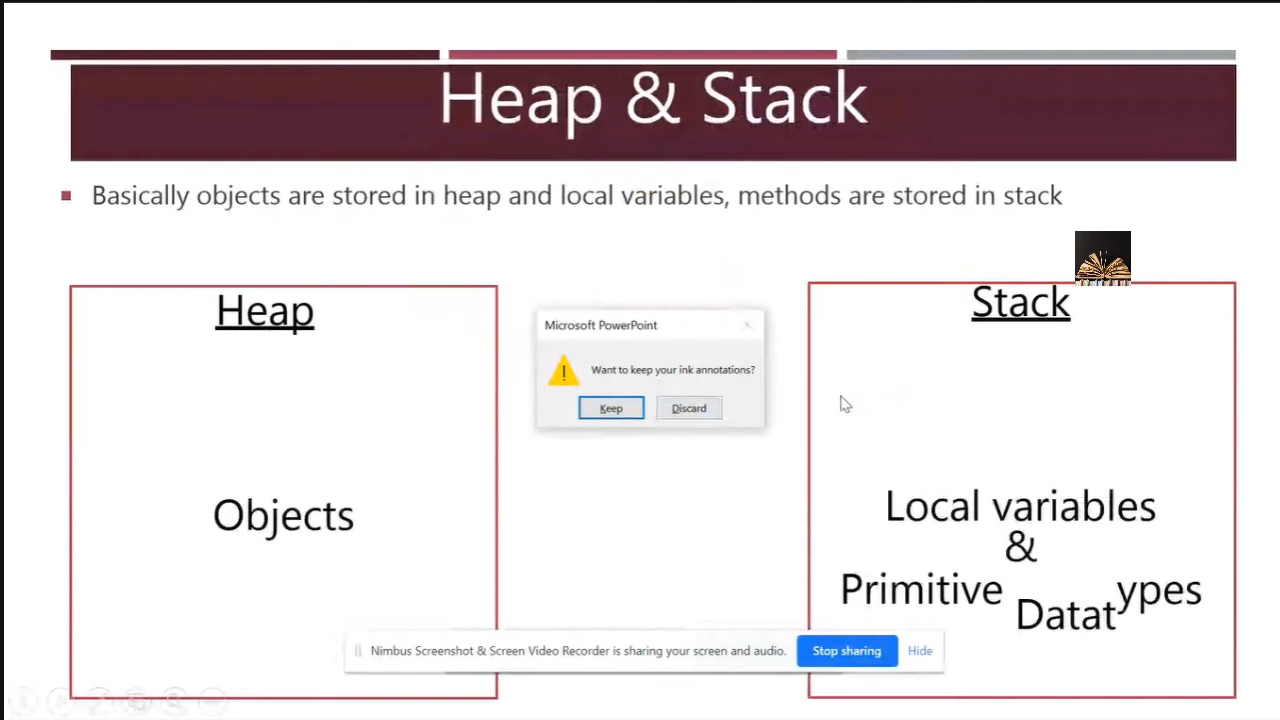 Heap & Stack
Basically objects are stored in heap and local variables, methods are stored in stack
Heap
Objects
Microsoft PowerPoint
Want to keep your ink annotations?
Keep
Discard
Stack
Local variables
&
Primitive Datatypes
Nimbus Screenshot & Screen Video Recorder is sharing your screen and audio.
Stop sharing
Hide